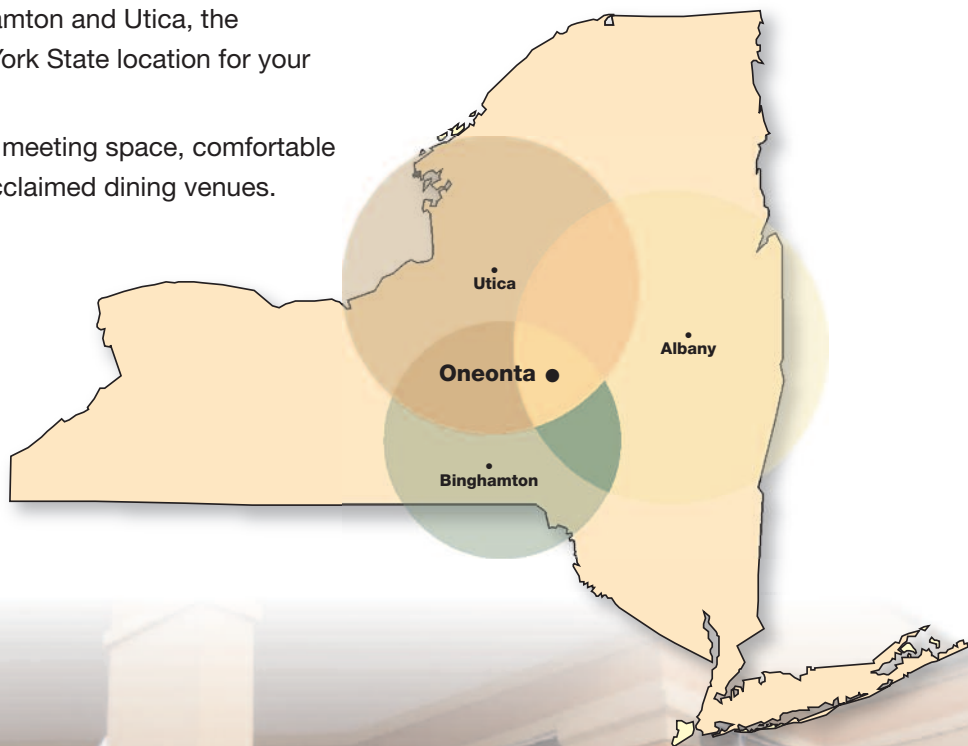 amton and Utica, the
York State location for your
meeting space, comfortable
cclaimed dining venues.
Utica
Albany
Oneonta
Binghamton